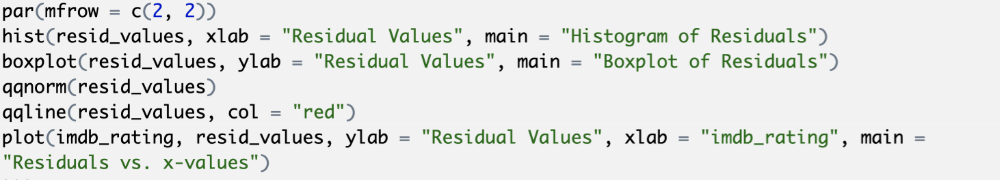 par(mfrow = c(2, 2))
hist(resid_values, xlab = "Residual Values", main = "Histogram of Residuals")
boxplot(resid_values, ylab = "Residual Values", main = "Boxplot of Residuals")
qqnorm(resid_values)
qqline(resid_values, col = "red")
plot(imdb_rating, resid_values, ylab = "Residual Values", xlab = "imdb_rating", main =
"Residuals vs. x-values")